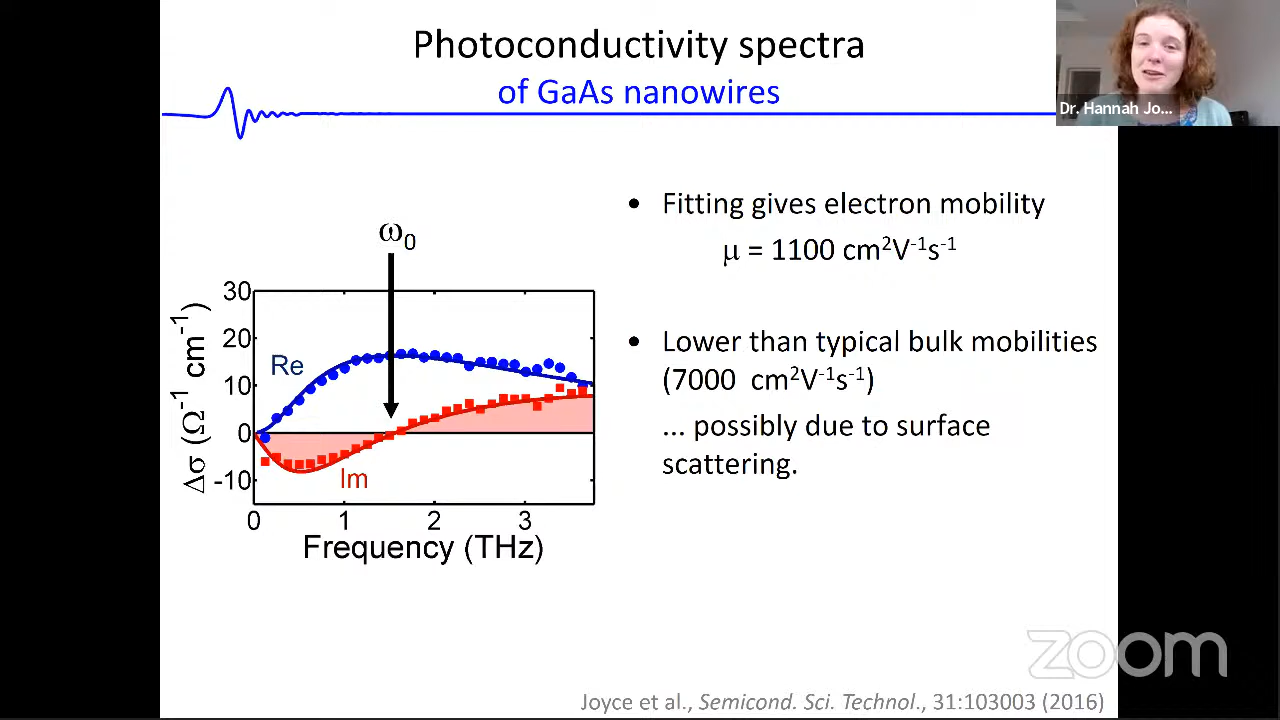 Photoconductivity spectra
of GaAs nanowires
Dr. Hannah Jo...
• Fitting gives electron mobility
μ = 1100 cm²V⁻¹s⁻¹
• Lower than typical bulk mobilities
(7000 cm²V⁻¹s⁻¹)
... possibly due to surface
scattering.
ω₀
30
20
10
0
-10
Δσ (Ω⁻¹ cm⁻¹)
Re
Im
0 1 2 3
Frequency (THz)
zoom
Joyce et al., Semicond. Sci. Technol., 31:103003 (2016)